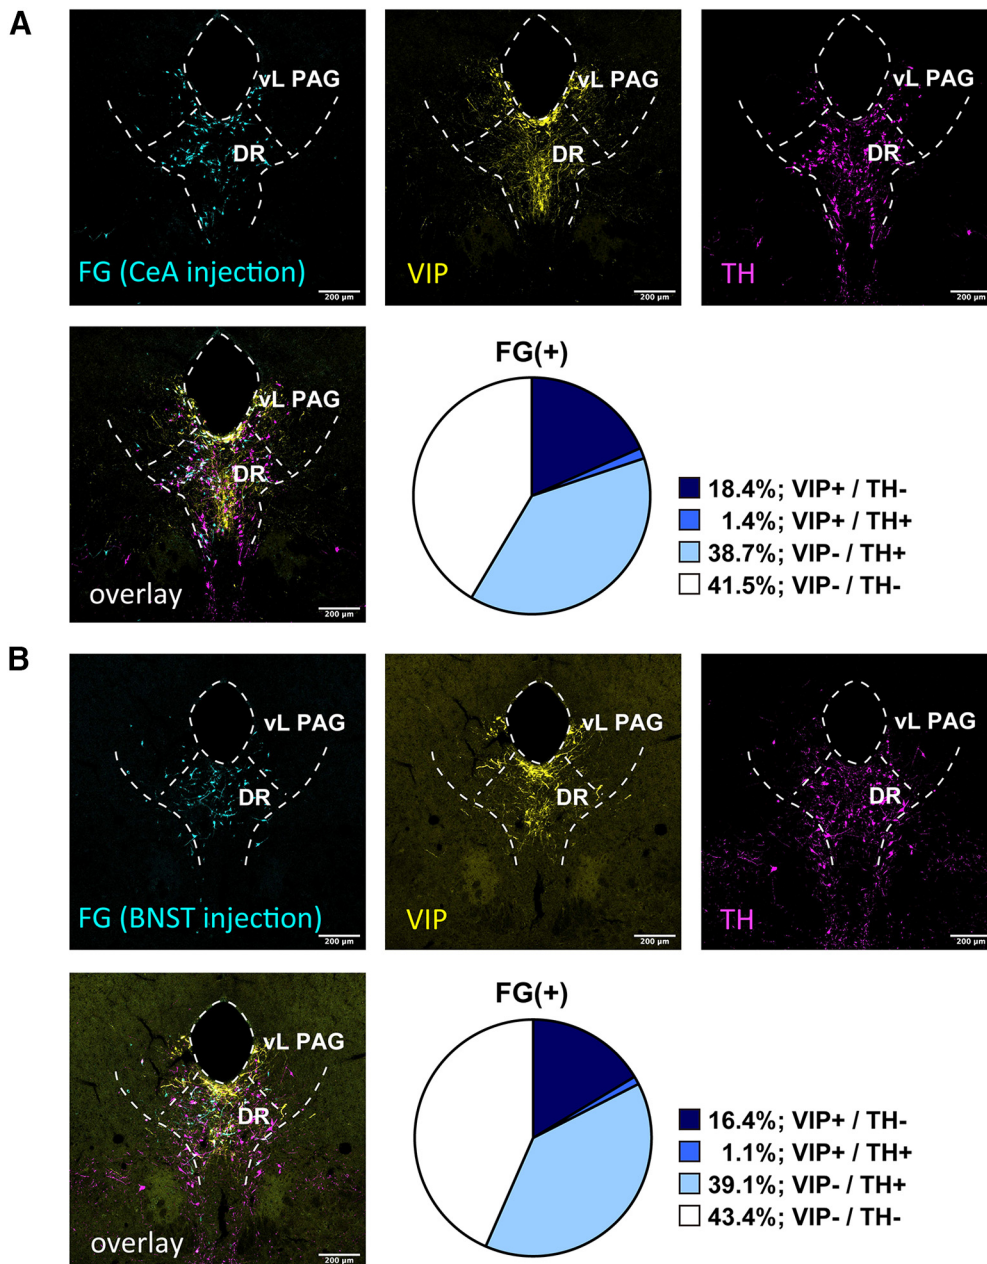 A
vL PAG
DR
FG (CeA injection)
200 µm
vL PAG
DR
VIP
200 µm
vL PAG
DR
TH
200 µm
vL PAG
DR
overlay
200 µm
FG(+)
18.4%; VIP+ / TH-
1.4%; VIP+ / TH+
38.7%; VIP- / TH+
41.5%; VIP- / TH-
B
vL PAG
DR
FG (BNST injection)
200 µm
vL PAG
DR
VIP
200 µm
vL PAG
DR
TH
200 µm
vL PAG
DR
overlay
200 µm
FG(+)
16.4%; VIP+ / TH-
1.1%; VIP+ / TH+
39.1%; VIP- / TH+
43.4%; VIP- / TH-